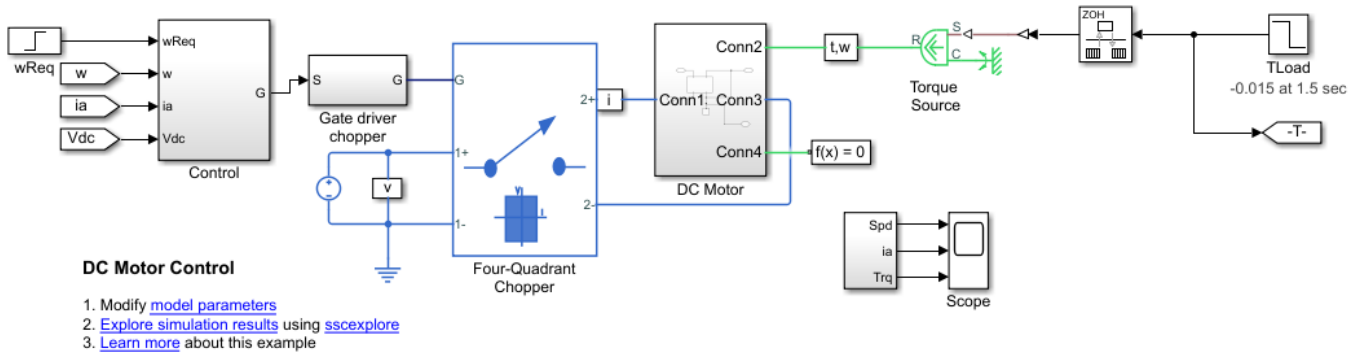 wReq
w
ia
Vdc
wReq
w
ia
Vdc
G
Control
S
G
Gate driver
chopper
v
G
1+
1-
2+
2-
V
I
Four-Quadrant
Chopper
i
Conn2
Conn1
Conn3
Conn4
DC Motor
t,w
f(x) = 0
R
S
C
Torque
Source
ZOH
TLoad
-0.015 at 1.5 sec
-T-
Spd
ia
Trq
Scope
DC Motor Control
1. Modify model parameters
2. Explore simulation results using sscexplore
3. Learn more about this example